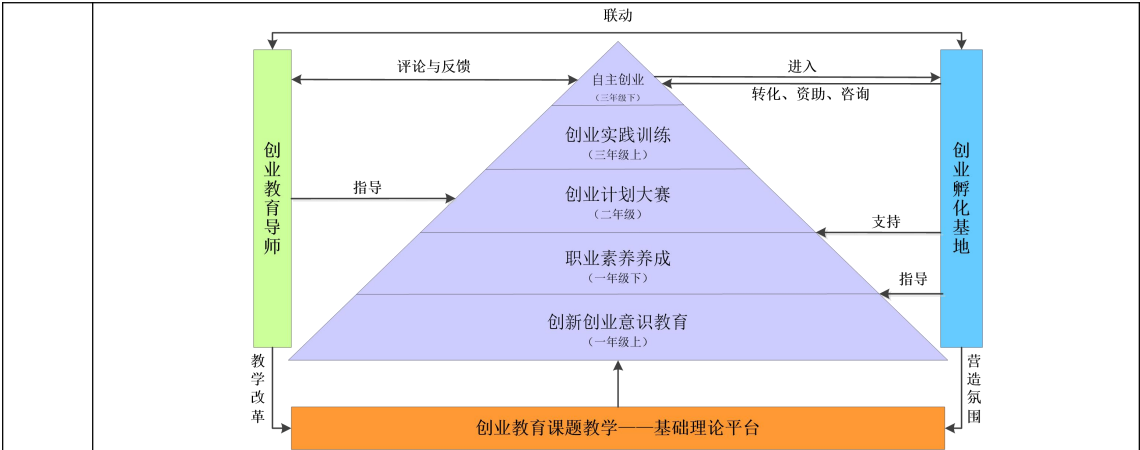 联动
评论与反馈
自主创业
（三年级下）
进入
转化、资助、咨询
创业实践训练
（三年级上）
创业教育导师
指导
创业计划大赛
（二年级）
支持
创业孵化基地
职业素养养成
（一年级下）
指导
创新创业意识教育
（一年级上）
教学改革
营造氛围
创业教育课题教学——基础理论平台